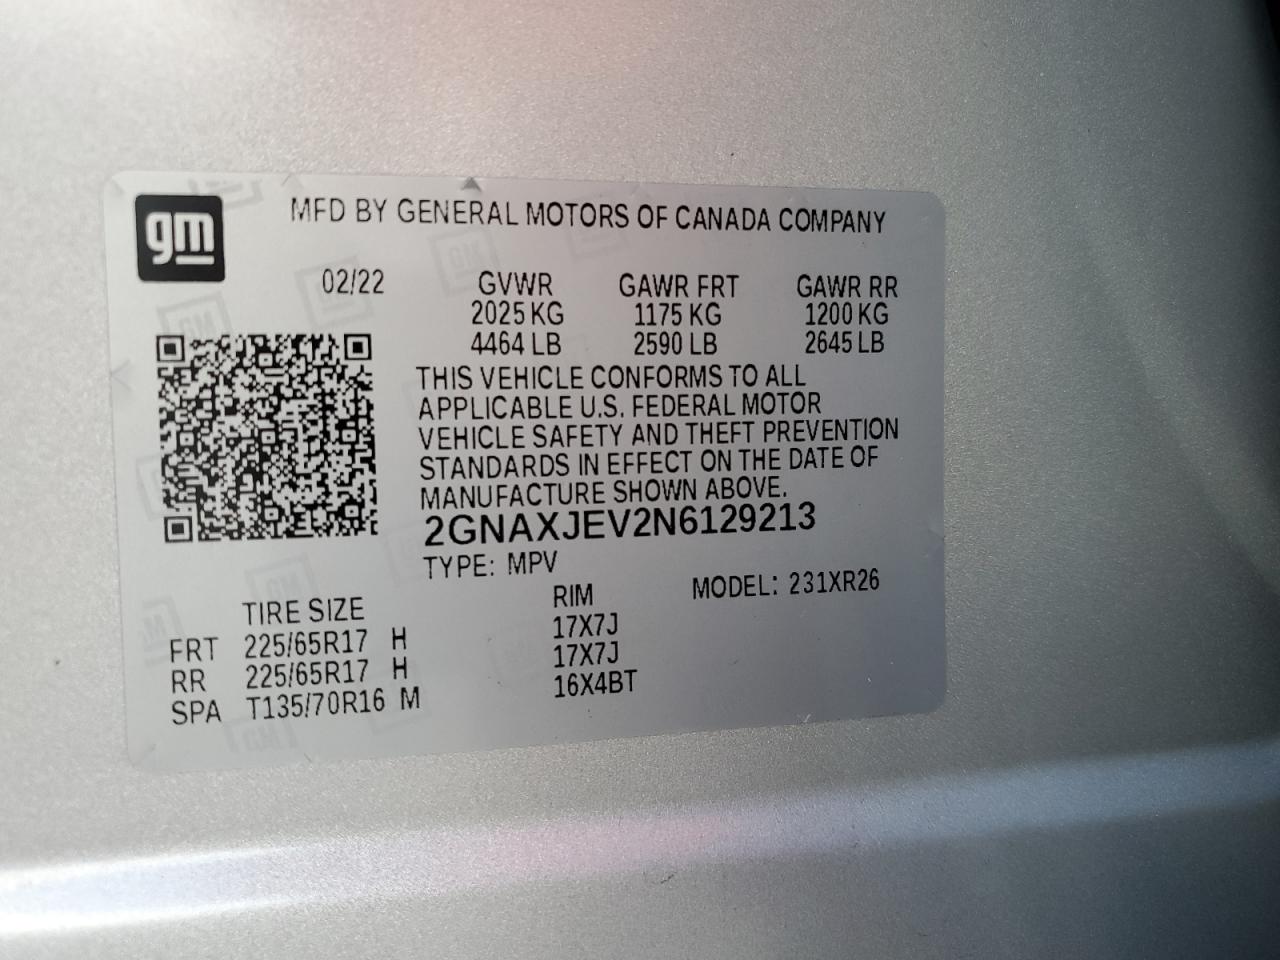 gm
MFD BY GENERAL MOTORS OF CANADA COMPANY
02/22 GVWR GAWR FRT GAWR RR
2025 KG 1175 KG 1200 KG
4464 LB 2590 LB 2645 LB
THIS VEHICLE CONFORMS TO ALL
APPLICABLE U.S. FEDERAL MOTOR
VEHICLE SAFETY AND THEFT PREVENTION
STANDARDS IN EFFECT ON THE DATE OF
MANUFACTURE SHOWN ABOVE.
2GNAXJEV2N6129213
TYPE: MPV
MODEL: 231XR26
TIRE SIZE RIM
FRT 225/65R17 H 17X7J
RR 225/65R17 H 17X7J
SPA T135/70R16 M 16X4BT